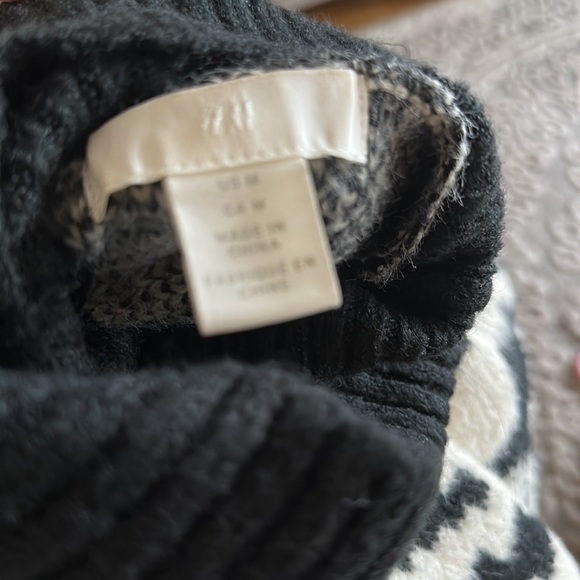 H&M
US M
CA M
MADE IN
CHINA
FABRIQUÉ EN
CHINE